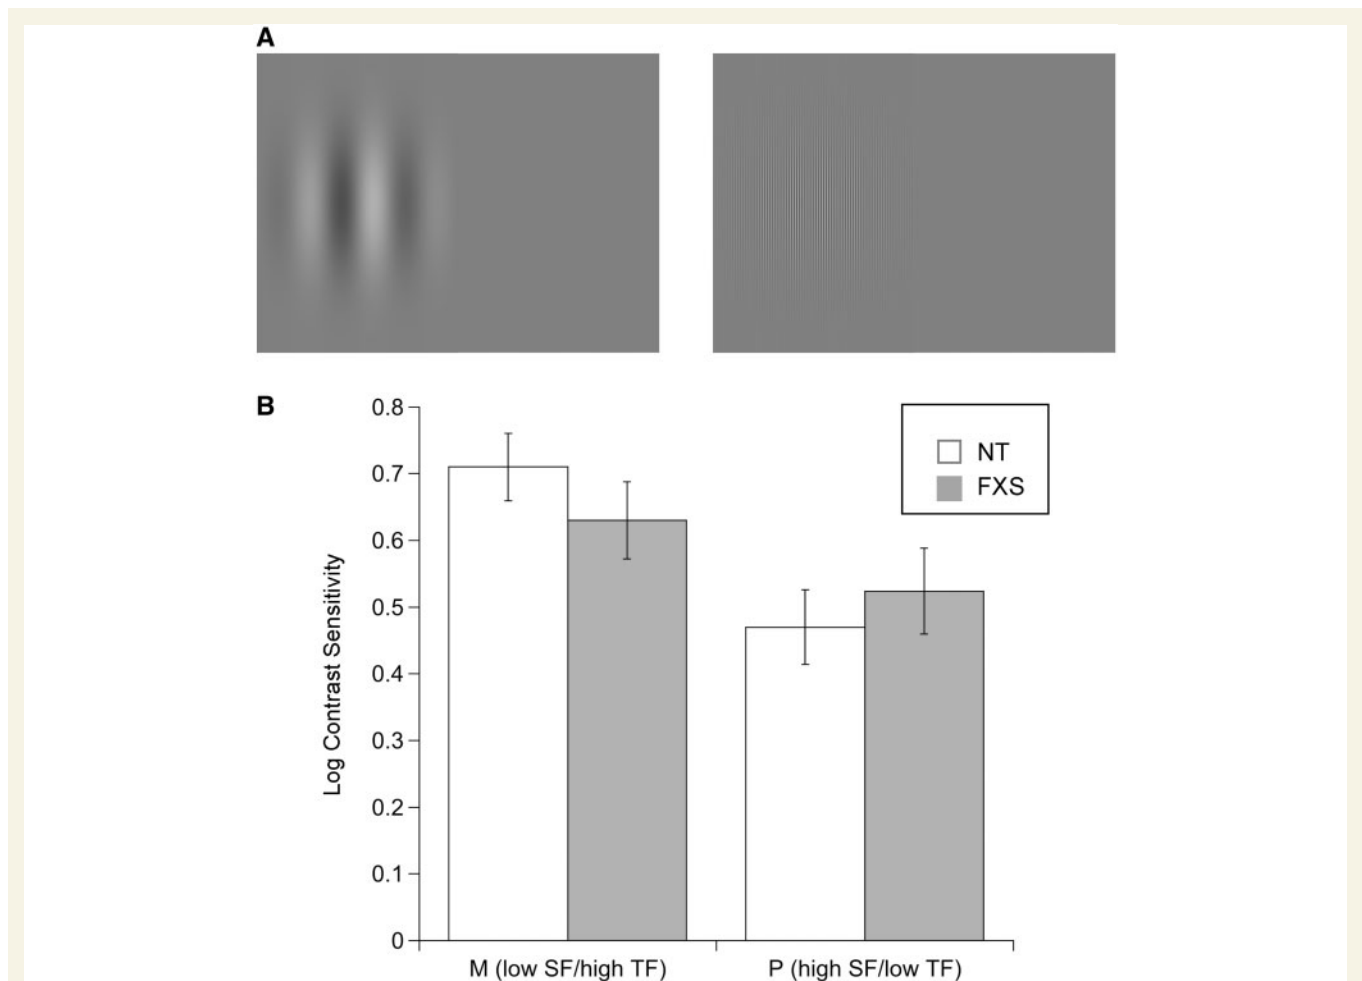 A
B
0.8
0.7
0.6
0.5
0.4
0.3
0.2
0.1
0
Log Contrast Sensitivity
NT
FXS
M (low SF/high TF)
P (high SF/low TF)